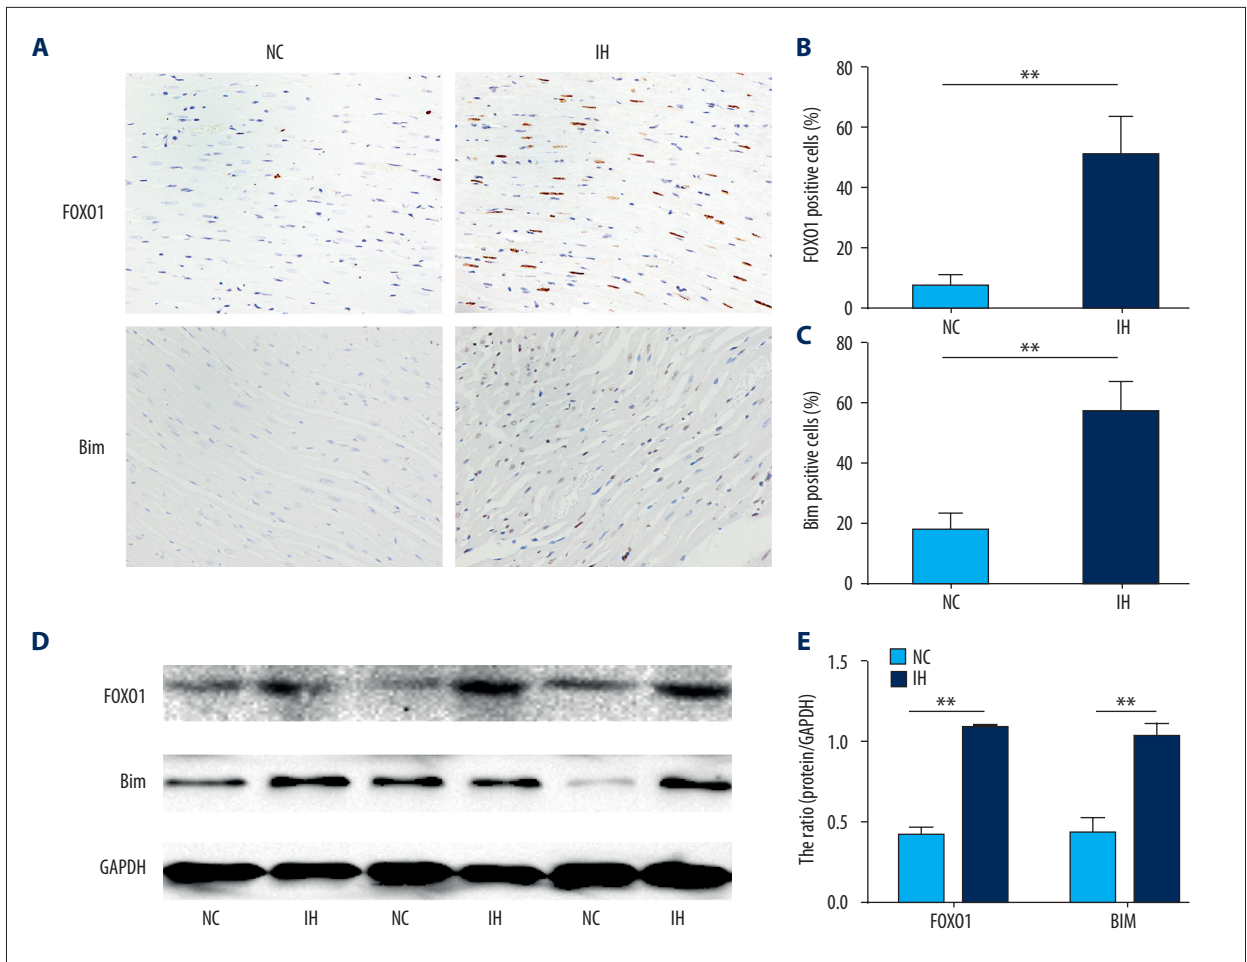 A
NC
IH
FOXO1
Bim
B
FOXO1 positive cells (%)
80
60
40
20
0
**
NC
IH
C
Bim positive cells (%)
80
60
40
20
0
**
NC
IH
D
FOXO1
Bim
GAPDH
NC
IH
NC
IH
NC
IH
E
NC
IH
The ratio (protein/GAPDH)
1.5
1.0
0.5
0.0
**
**
FOXO1
BIM